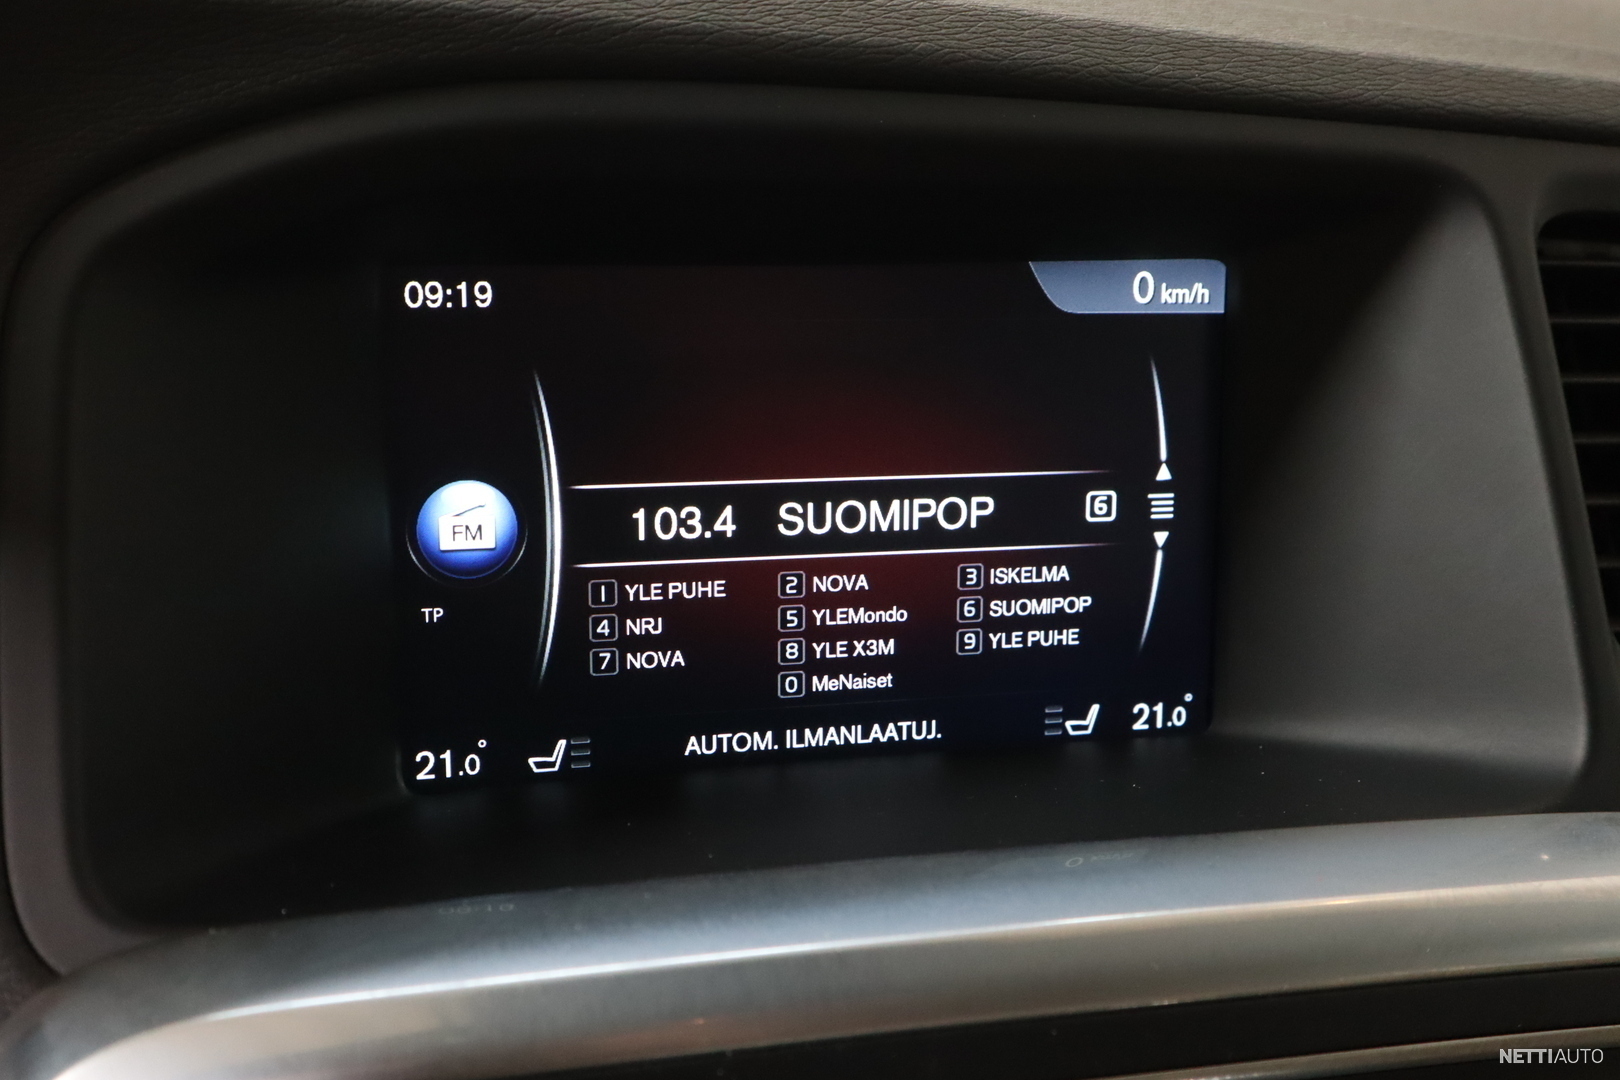 09:19
0 km/h
FM
103.4 SUOMIPOP 6
TP
1 YLE PUHE 2 NOVA 3 ISKELMA
4 NRJ 5 YLEMondo 6 SUOMIPOP
7 NOVA 8 YLE X3M 9 YLE PUHE
0 MeNaiset
21.0° AUTOM. ILMANLAATUJ. 21.0°
NETTIAUTO